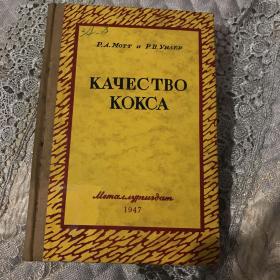 Р.А. Мотт и Р.В. Уилер
КАЧЕСТВО
КОКСА
Металлургиздат
1947